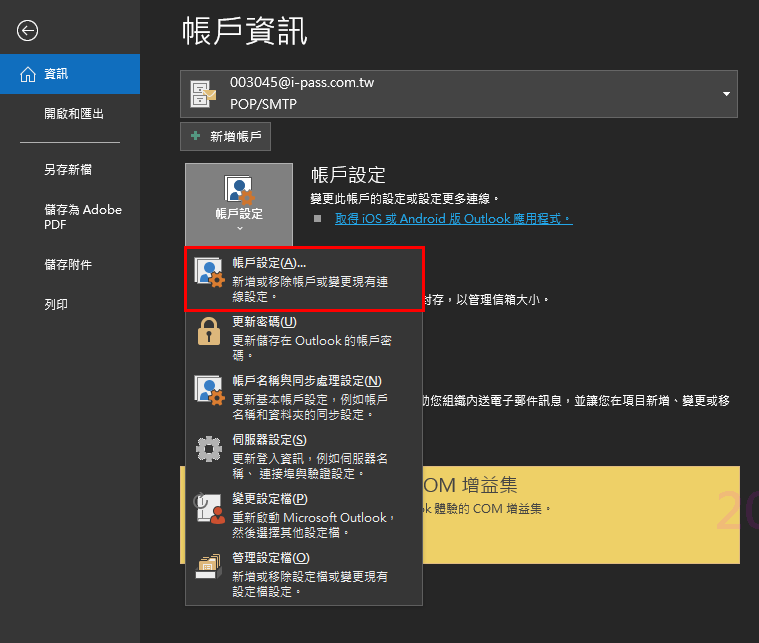 帳戶資訊
資訊
開啟和匯出
另存新檔
儲存為 Adobe
PDF
儲存附件
列印
003045@i-pass.com.tw
POP/SMTP
新增帳戶
帳戶設定
帳戶設定
變更此帳戶的設定或設定更多連線。
取得 iOS 或 Android 版 Outlook 應用程式。
帳戶設定(A)...
新增或移除帳戶或變更現有連
線設定。
封存，以管理信箱大小。
更新密碼(U)
更新儲存在 Outlook 的帳戶密
碼。
帳戶名稱與同步處理設定(N)
更新基本帳戶設定，例如帳戶
名稱和資料夾的同步設定。
助您組織內送電子郵件訊息，並讓您在項目新增、變更或移
伺服器設定(S)
更新登入資訊，例如伺服器名
稱、連接埠與驗證設定。
COM 增益集
ok 體驗的 COM 增益集。
20
變更設定檔(P)
重新啟動 Microsoft Outlook，
然後選擇其他設定檔。
管理設定檔(O)
新增或移除設定檔或變更現有
設定檔設定。